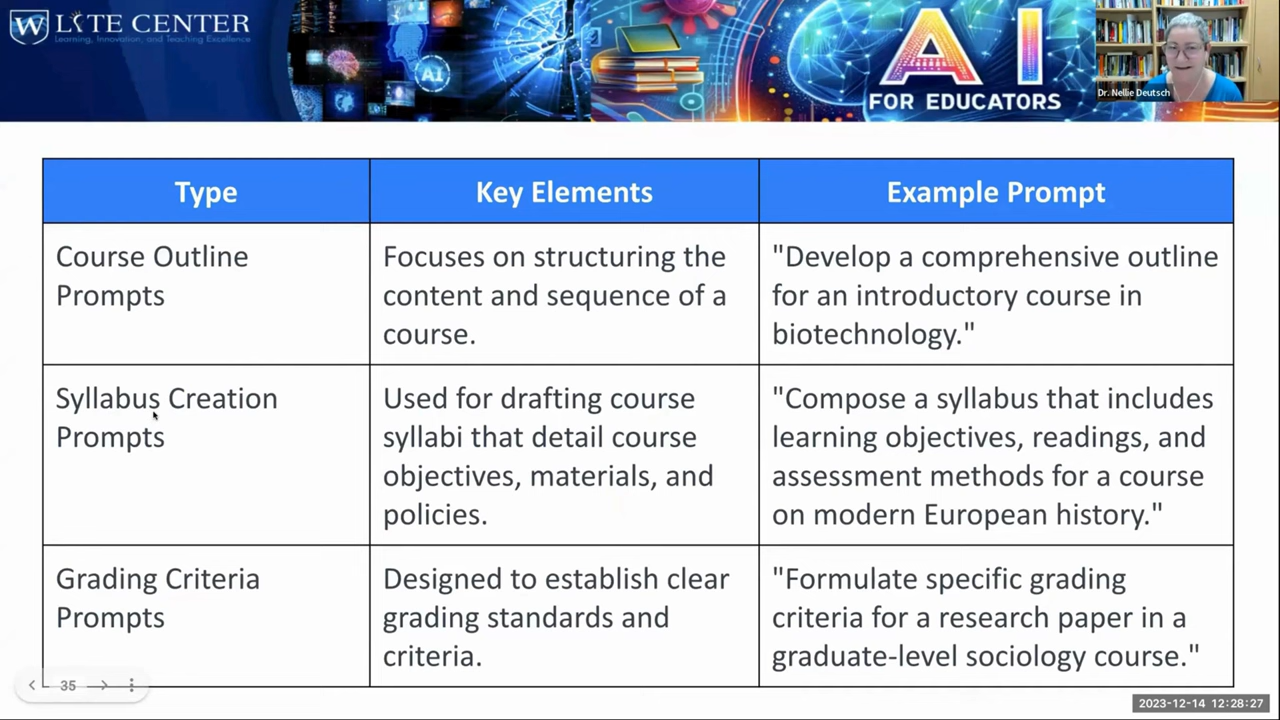 W LITE CENTER
Learning, Innovation, and Teaching Excellence
AI
AI
FOR EDUCATORS
Dr. Nellie Deutsch
Type
Key Elements
Example Prompt
Course Outline
Prompts
Focuses on structuring the
content and sequence of a
course.
"Develop a comprehensive outline
for an introductory course in
biotechnology."
Syllabus Creation
Prompts
Used for drafting course
syllabi that detail course
objectives, materials, and
policies.
"Compose a syllabus that includes
learning objectives, readings, and
assessment methods for a course
on modern European history."
Grading Criteria
Prompts
Designed to establish clear
grading standards and
criteria.
"Formulate specific grading
criteria for a research paper in a
graduate-level sociology course."
35
2023-12-14 12:28:27